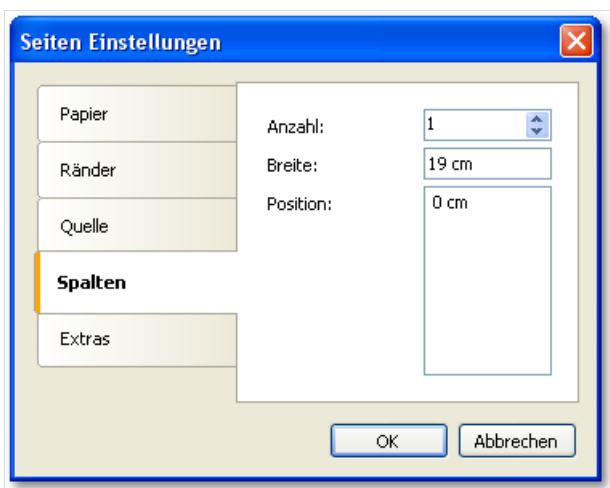 Seiten Einstellungen
Papier
Ränder
Quelle
Spalten
Extras
Anzahl: 1
Breite: 19 cm
Position: 0 cm
OK Abbrechen